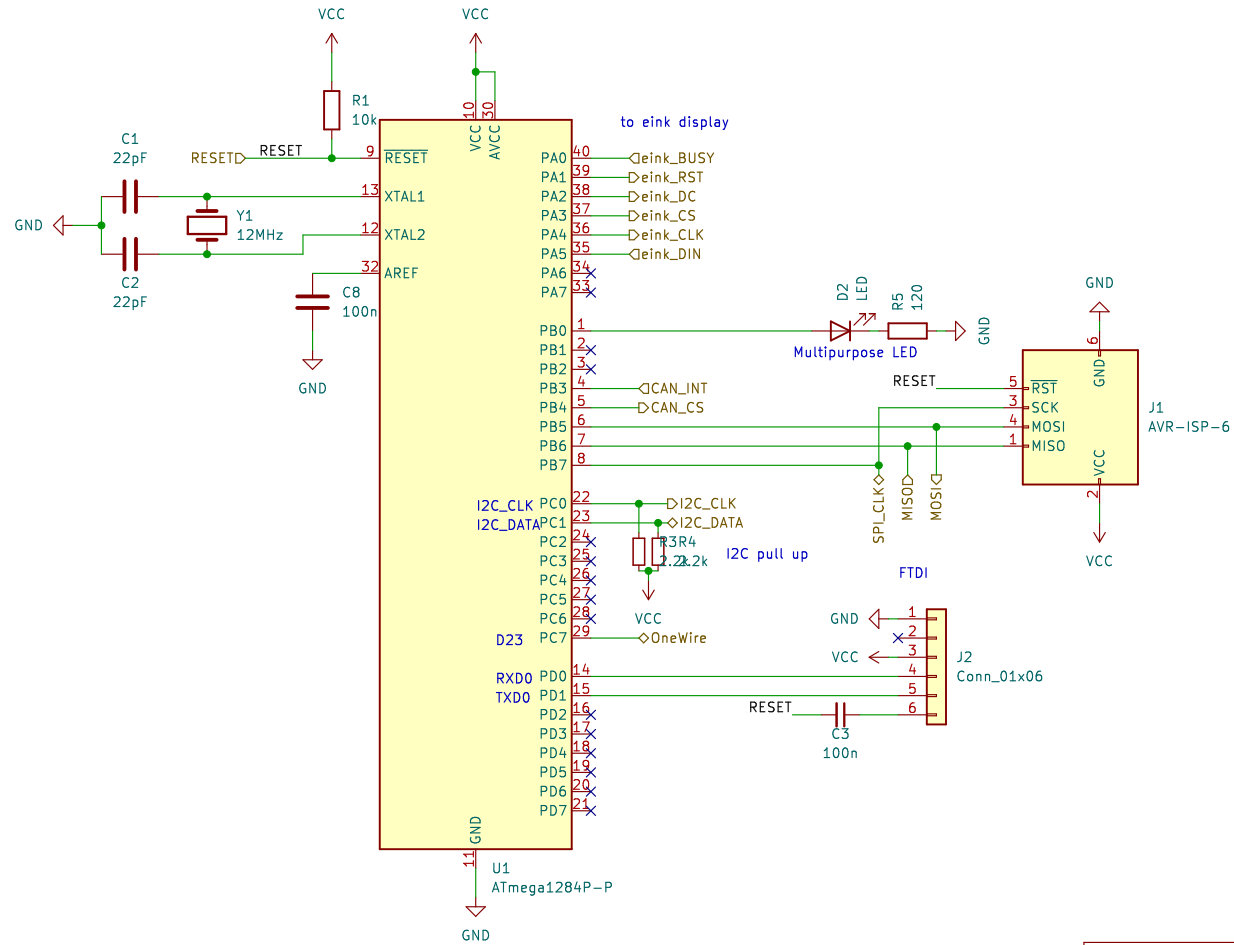 VCC
VCC
R1
10k
10
30
VCC
AVCC
to eink display
C1
22pF
RESET
RESET
9
RESET
13
XTAL1
Y1
12MHz
12
XTAL2
GND
C2
22pF
32
AREF
C8
100n
GND
PA0
40
eink_BUSY
PA1
39
eink_RST
PA2
38
eink_DC
PA3
37
eink_CS
PA4
36
eink_CLK
PA5
35
eink_DIN
PA6
34
PA7
33
PB0
1
D2
LED
R5
120
GND
Multipurpose LED
PB1
2
PB2
3
PB3
4
CAN_INT
PB4
5
CAN_CS
PB5
6
PB6
7
PB7
8
GND
6
GND
RESET
5
RST
3
SCK
4
MOSI
1
MISO
VCC
2
VCC
J1
AVR-ISP-6
SPI_CLK
MISO
MOSI
I2C_CLK
PC0
22
I2C_CLK
I2C_DATA
PC1
23
I2C_DATA
PC2
24
R3
R4
2.2k
2.2k
I2C pull up
VCC
PC3
25
PC4
26
PC5
27
PC6
28
D23
PC7
29
OneWire
FTDI
GND
1
2
VCC
3
4
5
RESET
6
C3
100n
J2
Conn_01x06
RXD0
PD0
14
TXD0
PD1
15
PD2
16
PD3
17
PD4
18
PD5
19
PD6
20
PD7
21
GND
11
U1
ATmega1284P-P
GND